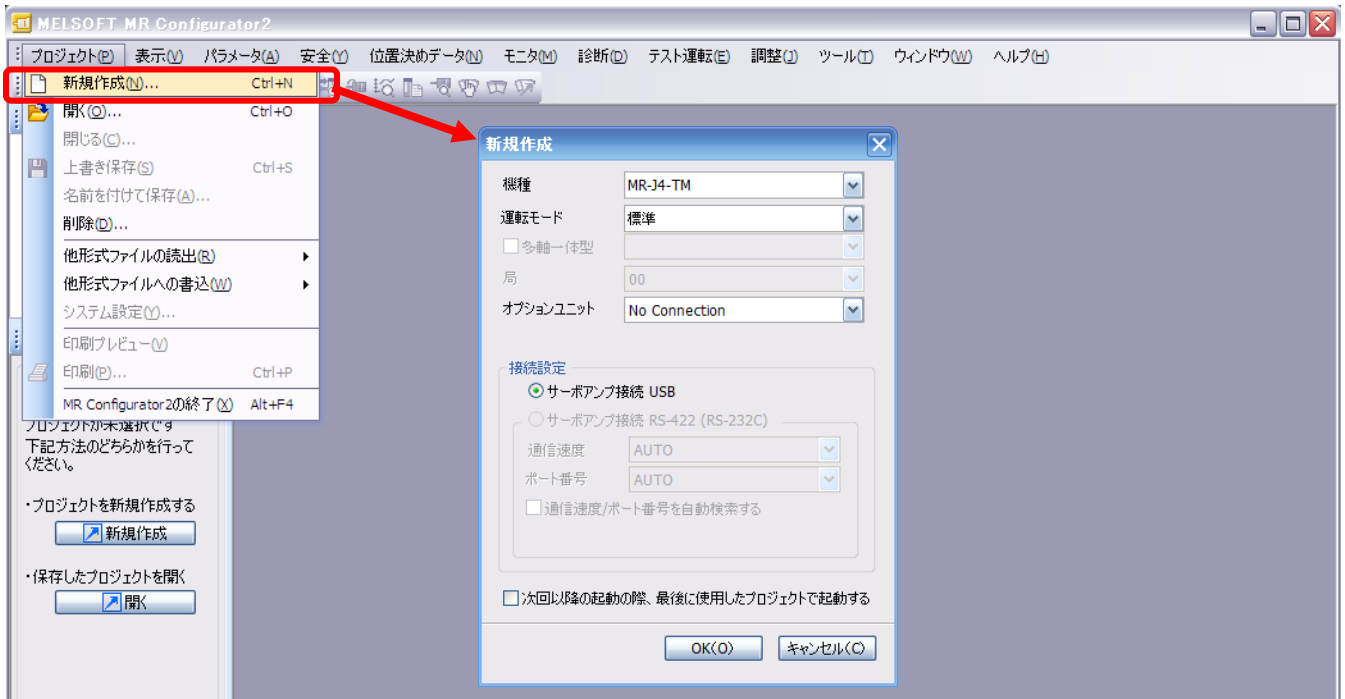 MELSOFT MR Configurator2
プロジェクト(P) 表示(V) パラメータ(A) 安全(Y) 位置決めデータ(N) モニタ(M) 診断(D) テスト運転(E) 調整(J) ツール(T) ウィンドウ(W) ヘルプ(H)
新規作成(N)... Ctrl+N
開く(O)... Ctrl+O
閉じる(C)...
上書き保存(S) Ctrl+S
名前を付けて保存(A)...
削除(D)...
他形式ファイルの読出(R)
他形式ファイルへの書込(W)
システム設定(Y)...
印刷プレビュー(V)
印刷(P)... Ctrl+P
MR Configurator2の終了(X) Alt+F4
プロジェクトが未選択です
下記方法のどちらかを行って
ください。
・プロジェクトを新規作成する
新規作成
・保存したプロジェクトを開く
開く
新規作成
機種 MR-J4-TM
運転モード 標準
多軸一体型
局 00
オプションユニット No Connection
接続設定
サーボアンプ接続 USB
サーボアンプ接続 RS-422 (RS-232C)
通信速度 AUTO
ポート番号 AUTO
通信速度/ポート番号を自動検索する
次回以降の起動の際、最後に使用したプロジェクトで起動する
OK(O) キャンセル(C)